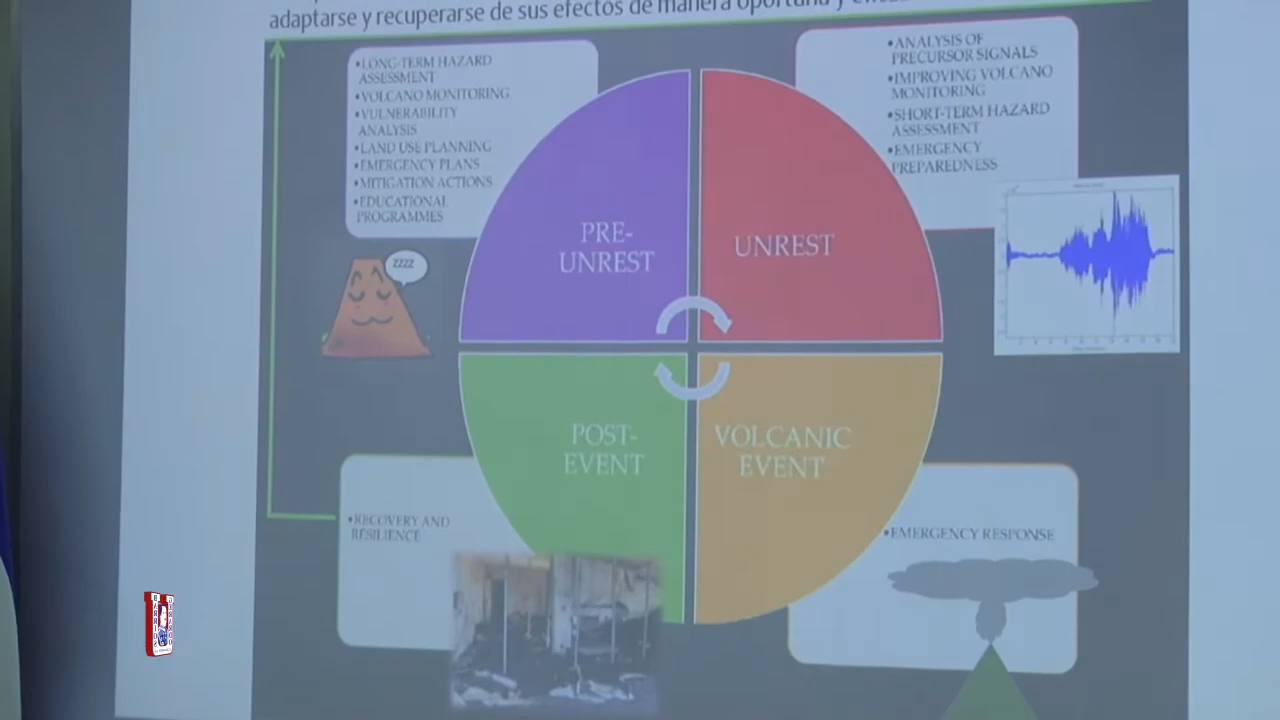 adaptarse y recuperarse de sus efectos de manera oportuna y
•LONG-TERM HAZARD
ASSESSMENT
•VOLCANO MONITORING
•VULNERABILITY
ANALYSIS
•LAND USE PLANNING
•EMERGENCY PLANS
•MITIGATION ACTIONS
•EDUCATIONAL
PROGRAMMES
•ANALYSIS OF
PRECURSOR SIGNALS
•IMPROVING VOLCANO
MONITORING
•SHORT-TERM HAZARD
ASSESSMENT
•EMERGENCY
PREPAREDNESS
PRE-
UNREST
UNREST
zzzz
POST-
EVENT
VOLCANIC
EVENT
•RECOVERY AND
RESILIENCE
•EMERGENCY RESPONSE